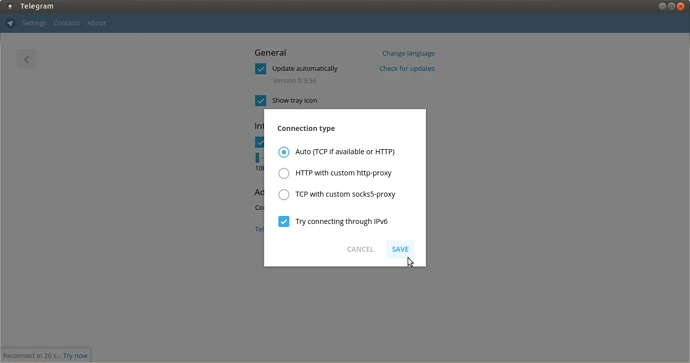 Telegram
Settings Contacts About
General Change language
Update automatically Check for updates
Version 0.9.56
Show tray icon
Connection type
Auto (TCP if available or HTTP)
HTTP with custom http-proxy
TCP with custom socks5-proxy
Try connecting through IPv6
CANCEL SAVE
Reconnect in 26 s... Try now